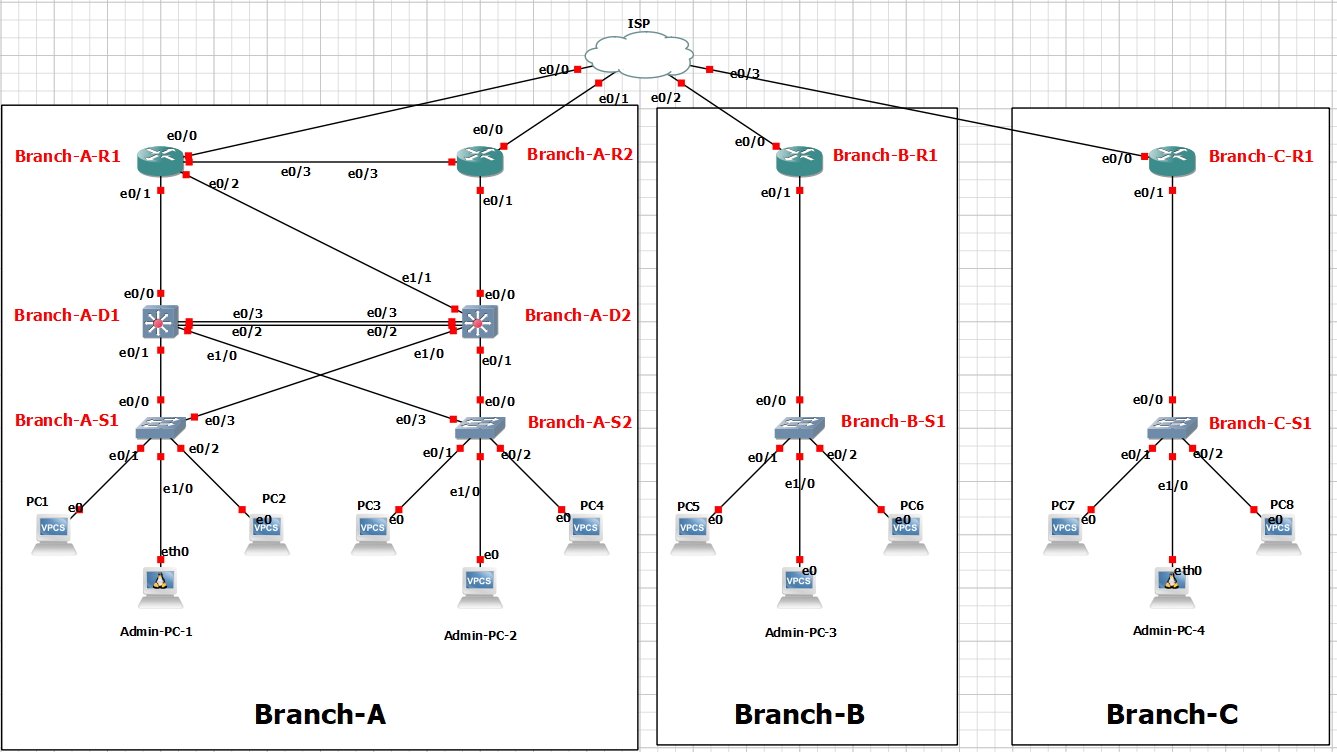 ISP
e0/0
e0/3
e0/1
e0/2
e0/0
e0/0
e0/0
e0/0
Branch-A-R1
Branch-A-R2
Branch-B-R1
Branch-C-R1
e0/3
e0/3
e0/2
e0/1
e0/1
e0/1
e0/1
e1/1
e0/0
e0/0
Branch-A-D1
e0/3
e0/3
Branch-A-D2
e0/2
e0/2
e0/1
e1/0
e1/0
e0/1
e0/0
e0/0
e0/0
e0/0
Branch-A-S1
e0/3
e0/3
Branch-A-S2
Branch-B-S1
Branch-C-S1
e0/1
e0/2
e0/1
e0/2
e0/1
e0/2
e0/1
e0/2
e1/0
e1/0
e1/0
e1/0
PC1
e0
PC2
e0
PC3
e0
PC4
e0
PC5
e0
PC6
e0
PC7
e0
PC8
e0
VPCS
VPCS
VPCS
VPCS
VPCS
VPCS
VPCS
VPCS
eth0
e0
e0
eth0
VPCS
VPCS
Admin-PC-1
Admin-PC-2
Admin-PC-3
Admin-PC-4
Branch-A
Branch-B
Branch-C